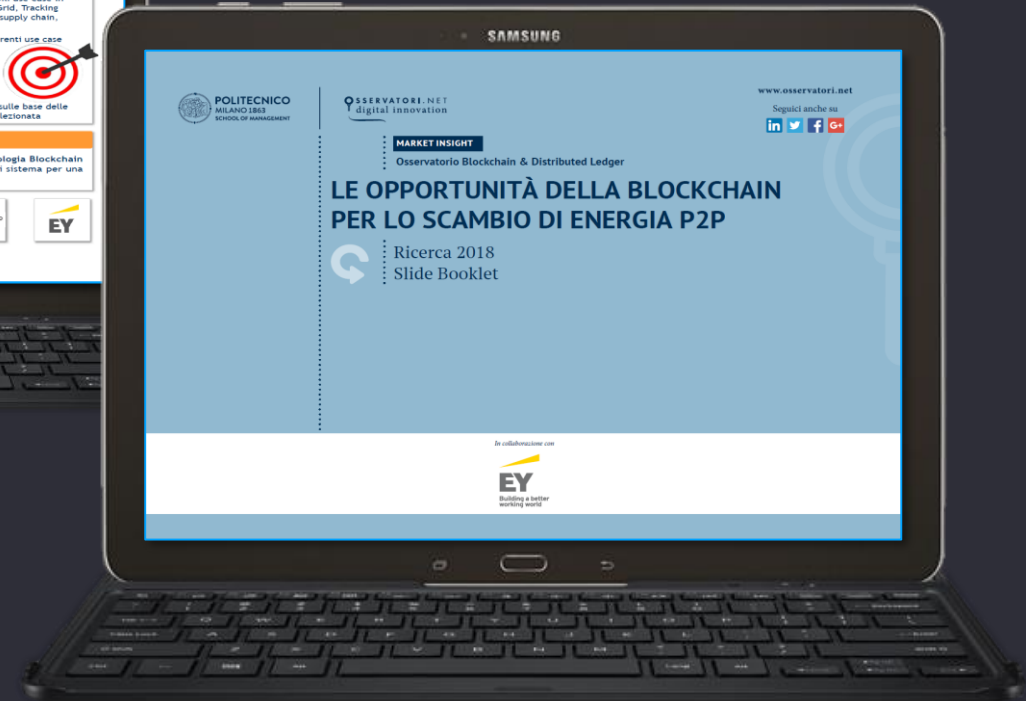 Grid, Tracking
supply chain,
renti use case
sulle base delle
lezionata
ologia Blockchain
i sistema per una
EY
SAMSUNG
POLITECNICO
MILANO 1863
SCHOOL OF MANAGEMENT
OSSERVATORI.NET
digital innovation
www.osservatori.net
Seguici anche su
in f G+
MARKET INSIGHT
Osservatorio Blockchain & Distributed Ledger
LE OPPORTUNITÀ DELLA BLOCKCHAIN
PER LO SCAMBIO DI ENERGIA P2P
Ricerca 2018
Slide Booklet
In collaborazione con
EY
Building a better
working world